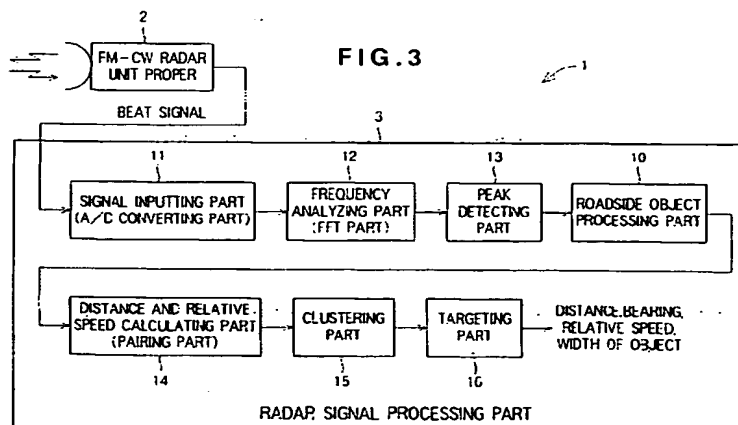 2
FM-CW RADAR
UNIT PROPER
FIG.3
1
BEAT SIGNAL
3
11
SIGNAL INPUTTING PART
(A/D CONVERTING PART)
12
FREQUENCY
ANALYZING PART
(FFT PART)
13
PEAK
DETECTING
PART
10
ROADSIDE OBJECT
PROCESSING PART
DISTANCE AND RELATIVE
SPEED CALCULATING PART
(PAIRING PART)
14
CLUSTERING
PART
15
TARGETING
PART
16
DISTANCE,BEARING,
RELATIVE SPEED,
WIDTH OF OBJECT
RADAR SIGNAL PROCESSING PART